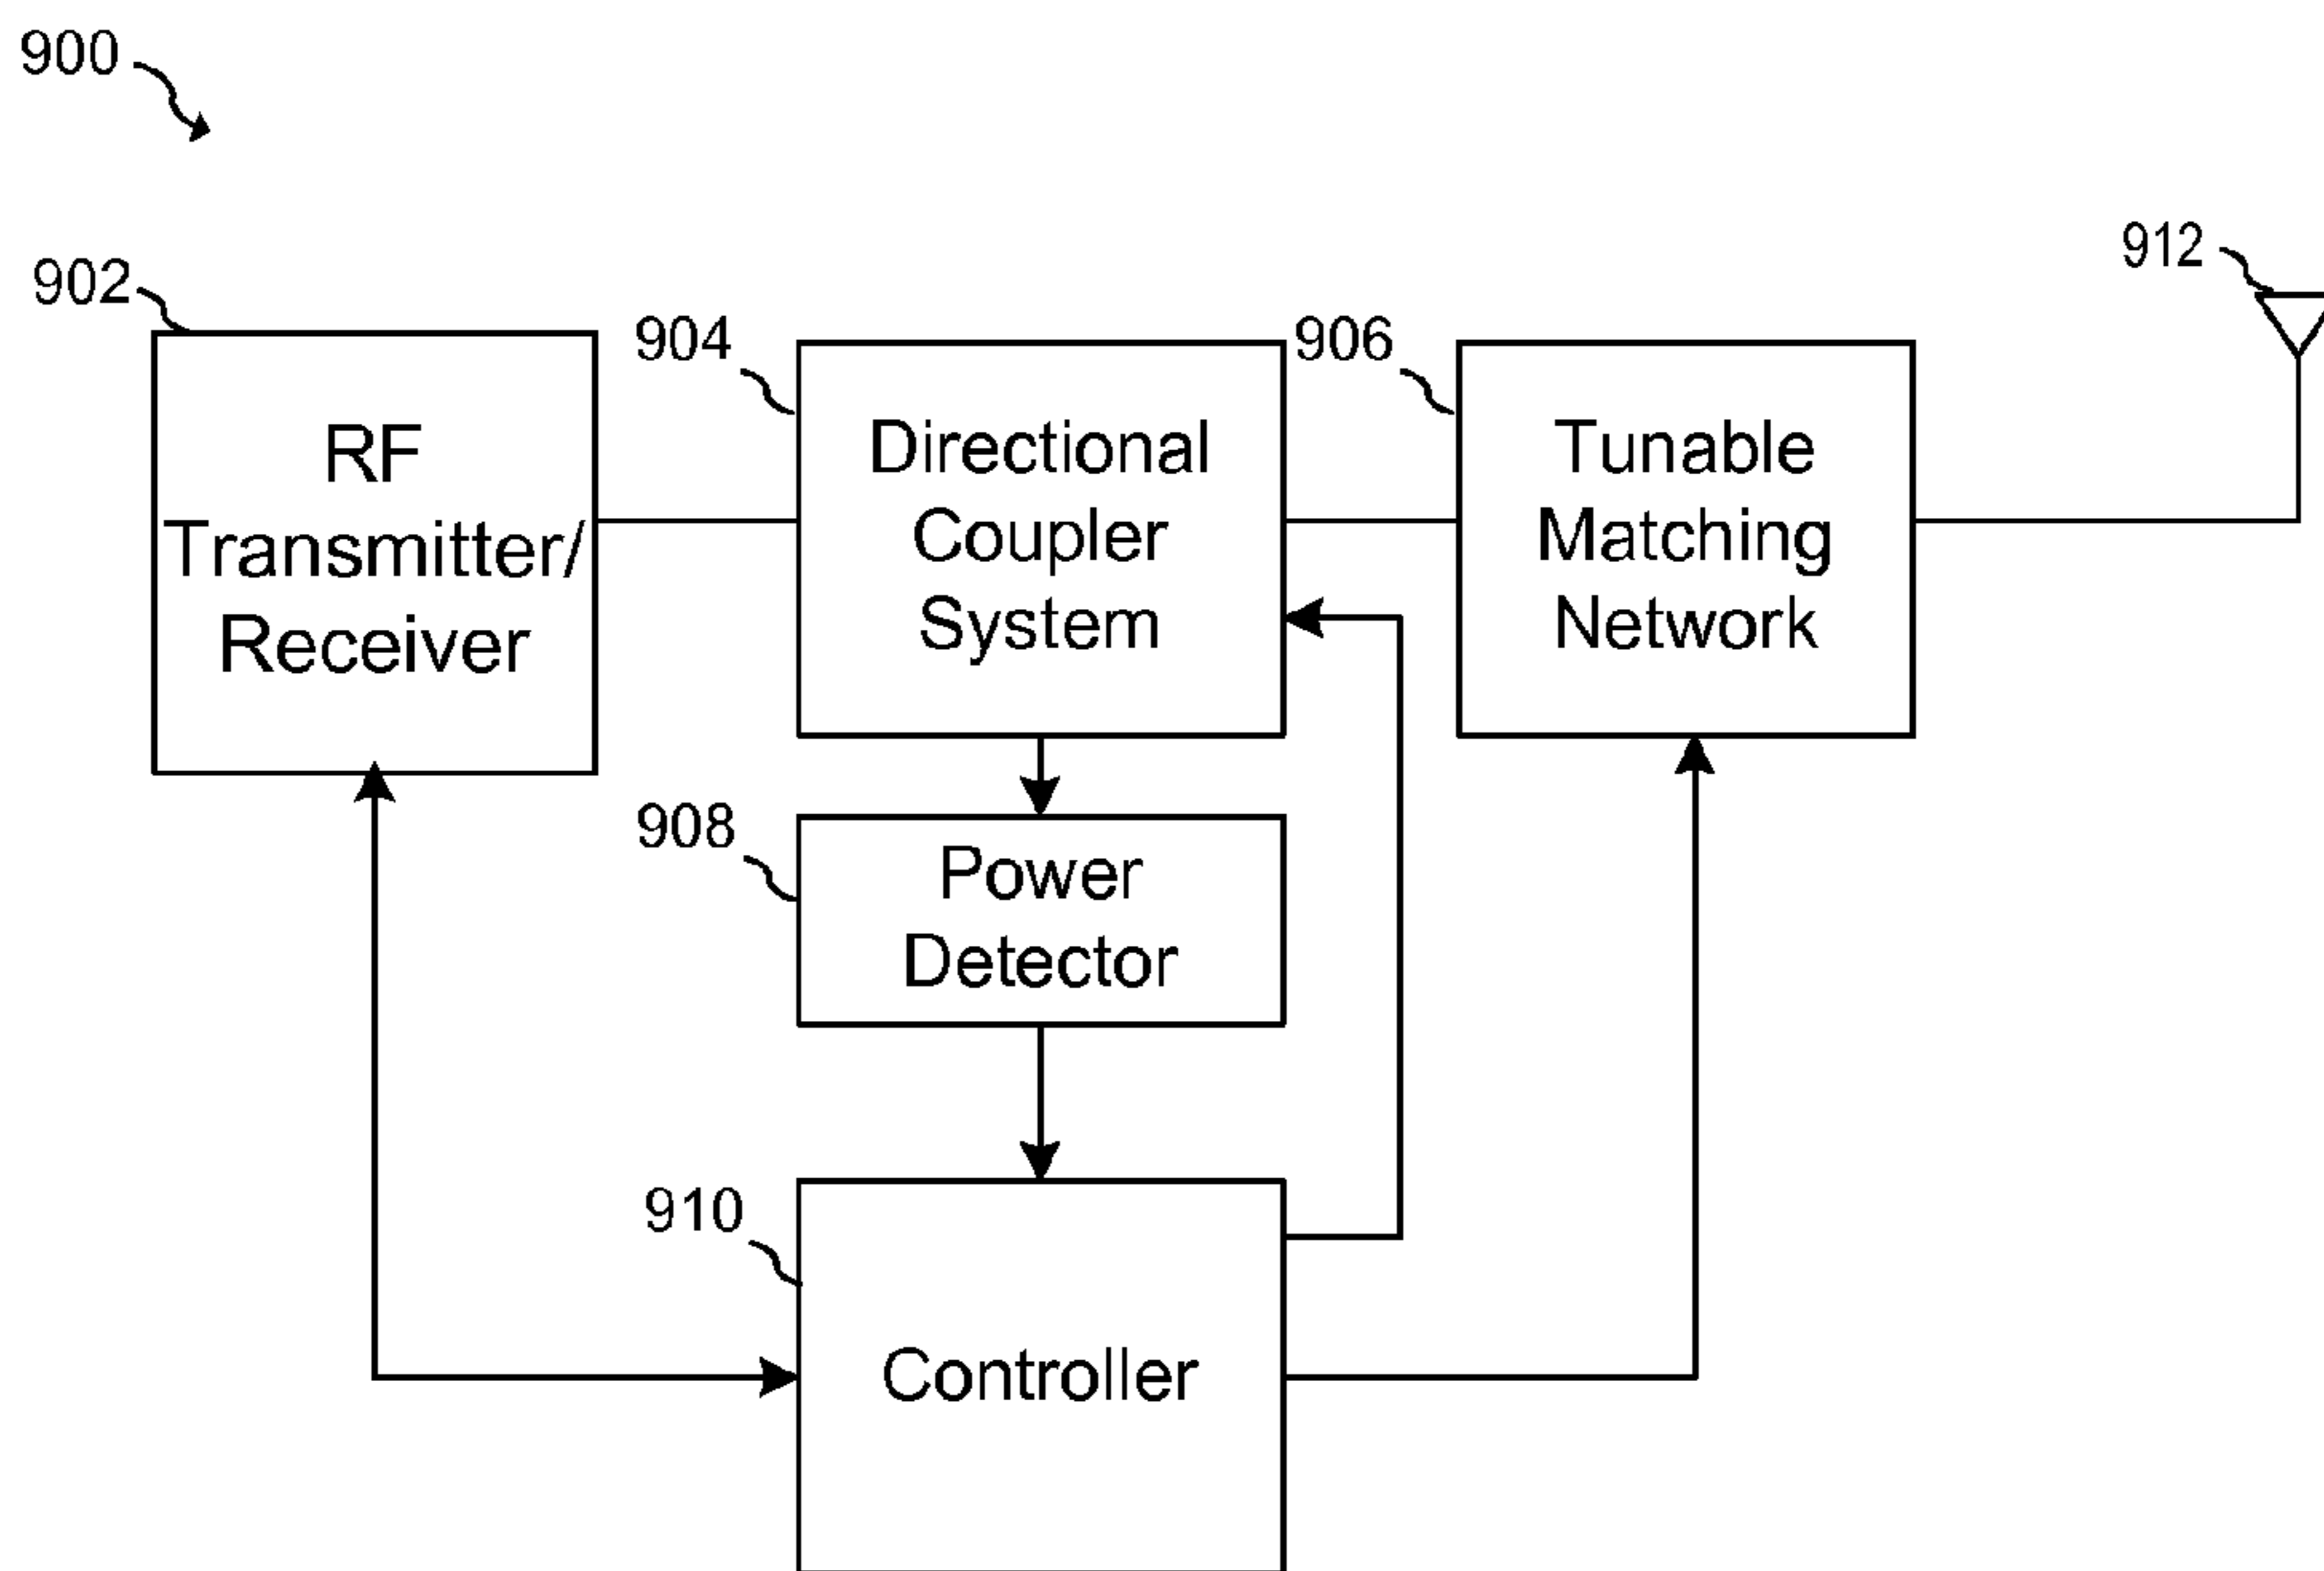 900
902
RF
Transmitter/
Receiver
904
Directional
Coupler
System
906
Tunable
Matching
Network
912
908
Power
Detector
910
Controller